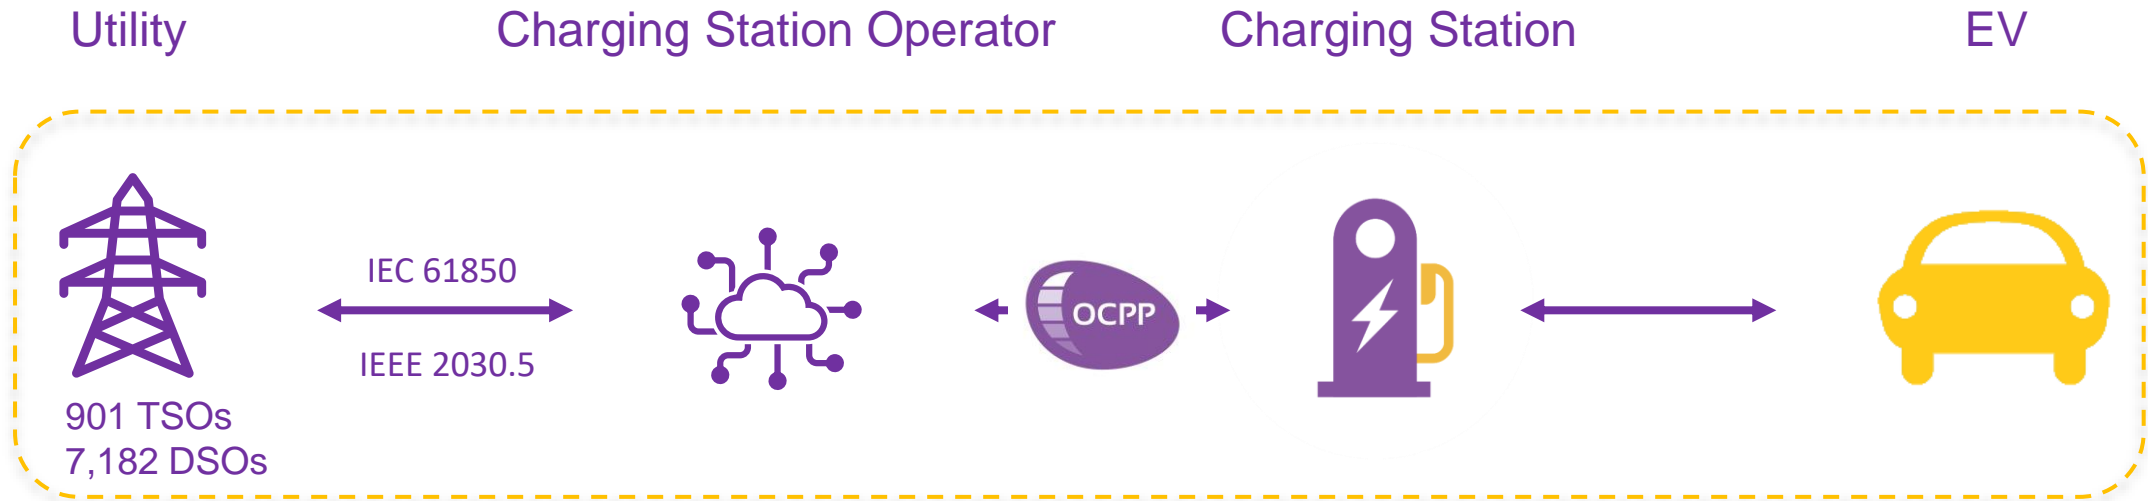 Utility
Charging Station Operator
Charging Station
EV
IEC 61850
IEEE 2030.5
OCPP
901 TSOs
7,182 DSOs